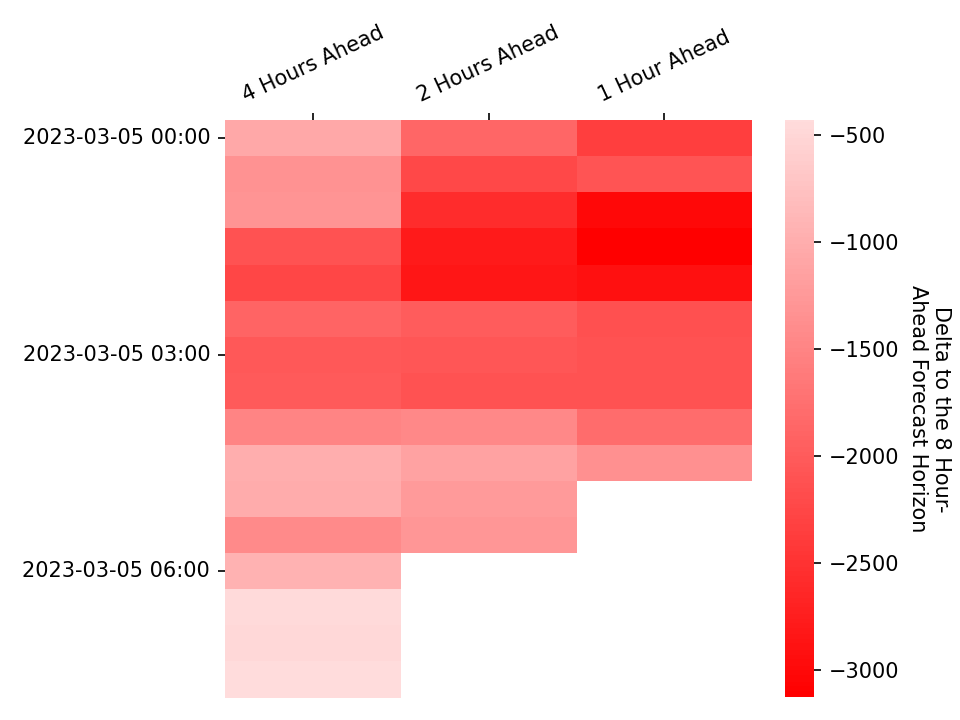 4 Hours Ahead
2 Hours Ahead
1 Hour Ahead
2023-03-05 00:00
2023-03-05 03:00
2023-03-05 06:00
−500
−1000
−1500
−2000
−2500
−3000
Delta to the 8 Hour-
Ahead Forecast Horizon